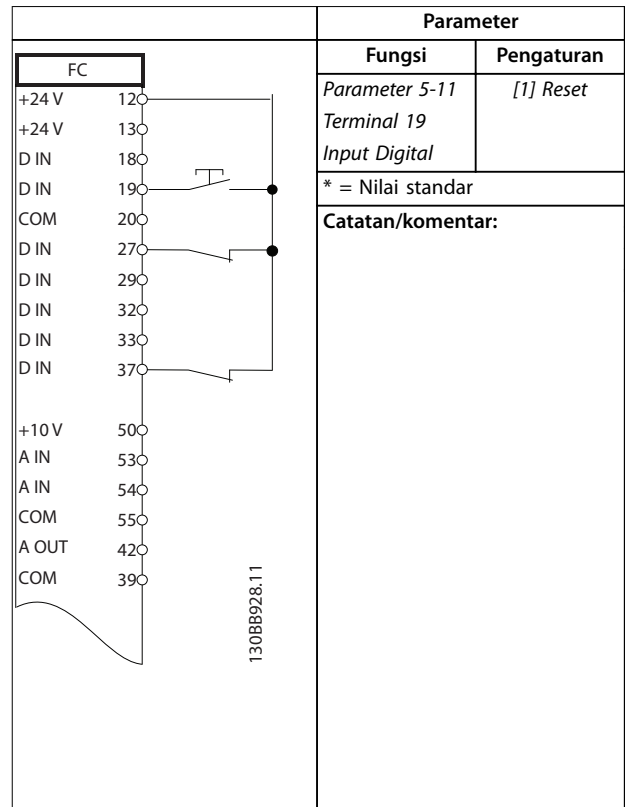 FC
+24 V 12
+24 V 13
D IN 18
D IN 19
COM 20
D IN 27
D IN 29
D IN 32
D IN 33
D IN 37
+10 V 50
A IN 53
A IN 54
COM 55
A OUT 42
COM 39
130BB928.11
Parameter
Fungsi Pengaturan
Parameter 5-11 [1] Reset
Terminal 19
Input Digital
* = Nilai standar
Catatan/komentar: